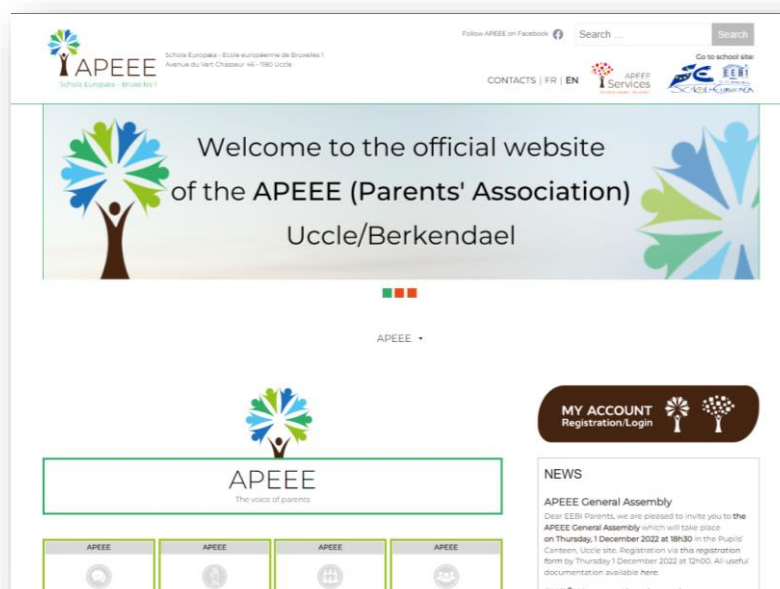 Follow APEEE on Facebook
Search ...
Search
APEEE
Schola Europæa - Bruxelles 1
Schola Europæa - Ecole européenne de Bruxelles 1
Avenue du Vert Chasseur 46 - 1180 Uccle
CONTACTS | FR | EN
APEEE
Services
Go to school site:
EEB1
SCHOLA EUROPAEA
Welcome to the official website
of the APEEE (Parents' Association)
Uccle/Berkendael
APEEE
MY ACCOUNT
Registration/Login
APEEE
The voice of parents
APEEE
APEEE
APEEE
APEEE
NEWS
APEEE General Assembly
Dear EEBI Parents, we are pleased to invite you to the
APEEE General Assembly which will take place
on Thursday, 1 December 2022 at 18h30 in the Pupils'
Canteen, Uccle site. Registration via this registration
form by Thursday 1 December 2022 at 12h00. All useful
documentation available here.